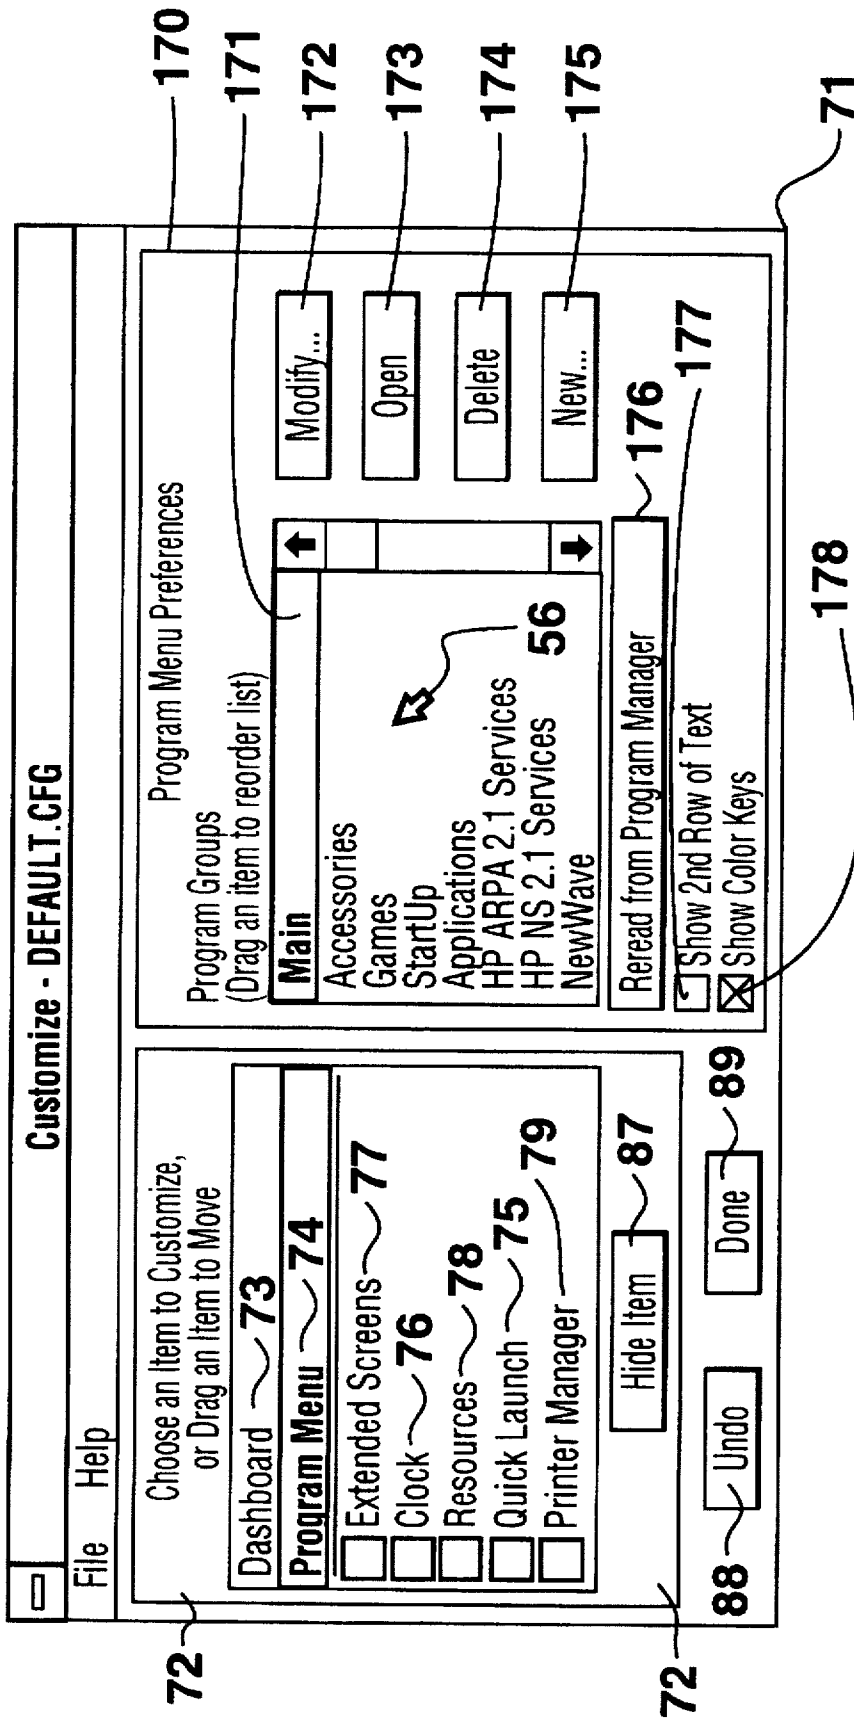 Customize - DEFAULT.CFG
File Help
Choose an Item to Customize,
or Drag an Item to Move
72
Dashboard 73
Program Menu 74
Extended Screens 77
Clock 76
Resources 78
Quick Launch 75
Printer Manager 79
Hide Item 87
72
88 Undo
Done 89
Program Menu Preferences
Program Groups
(Drag an item to reorder list)
Main
Accessories
Games
StartUp
Applications
HP ARPA 2.1 Services
HP NS 2.1 Services
NewWave
56
Reread from Program Manager
176
Show 2nd Row of Text
177
Show Color Keys
178
Modify...
Open
Delete
New...
170
171
172
173
174
175
71